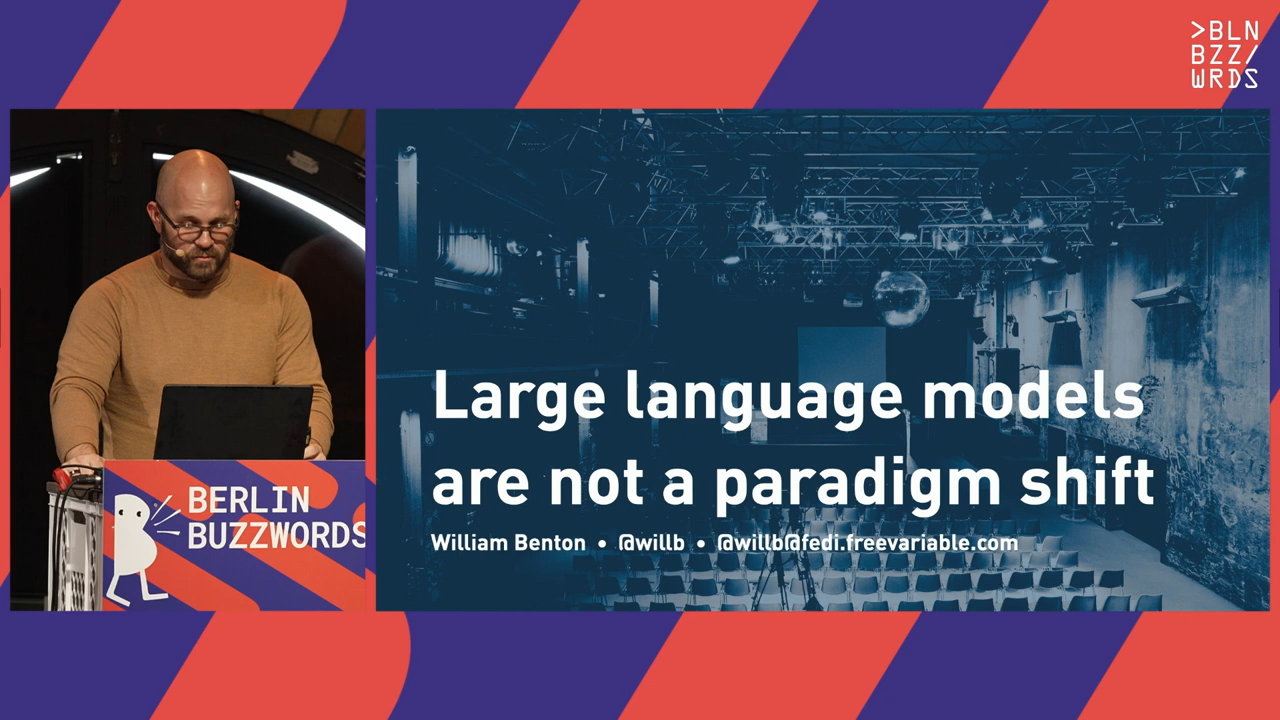 >BLN
BZZ/
WRDS
Large language models
are not a paradigm shift
William Benton • @willb • @willb@fedi.freevariable.com
BERLIN
BUZZWORDS